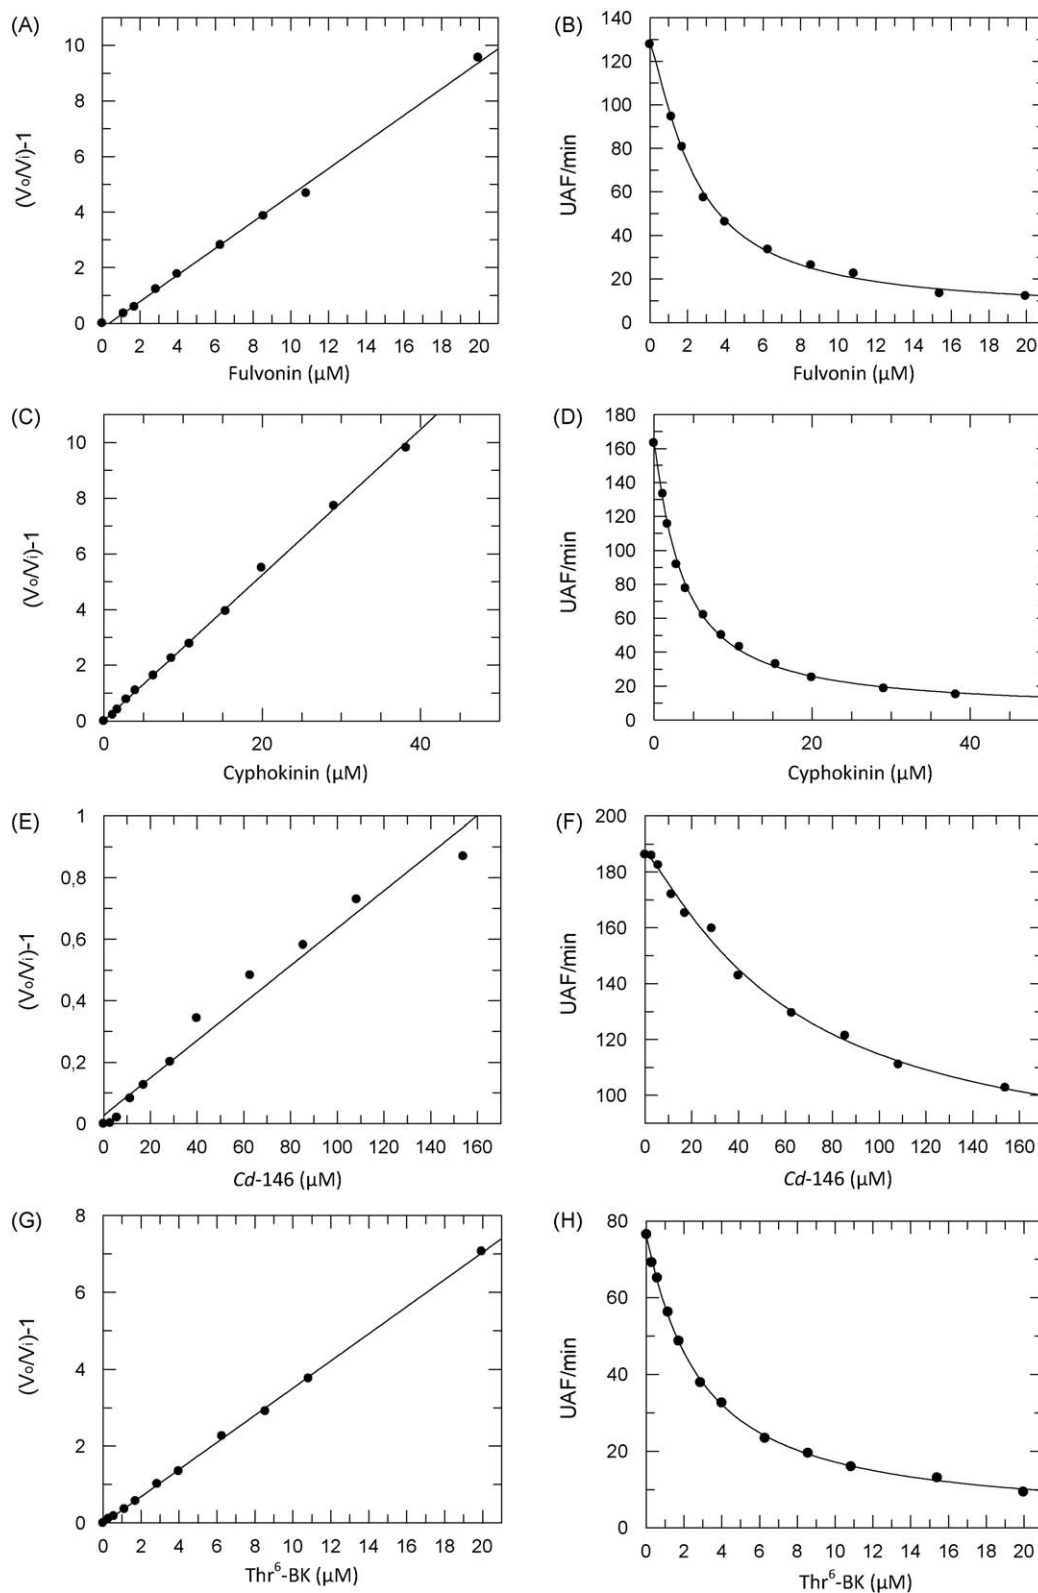 (A)
(V₀/Vᵢ)-1
10
8
6
4
2
0
0 2 4 6 8 10 12 14 16 18 20
Fulvonin (μM)
(B)
UAF/min
140
120
100
80
60
40
20
0
0 2 4 6 8 10 12 14 16 18 20
Fulvonin (μM)
(C)
(V₀/Vᵢ)-1
10
8
6
4
2
0
0 20 40
Cyphokinin (μM)
(D)
UAF/min
180
160
140
120
100
80
60
40
20
0
0 20 40
Cyphokinin (μM)
(E)
(V₀/Vᵢ)-1
1
0,8
0,6
0,4
0,2
0
0 20 40 60 80 100 120 140 160
Cd-146 (μM)
(F)
UAF/min
200
180
160
140
120
100
0 20 40 60 80 100 120 140 160
Cd-146 (μM)
(G)
(V₀/Vᵢ)-1
8
6
4
2
0
0 2 4 6 8 10 12 14 16 18 20
Thr⁶-BK (μM)
(H)
UAF/min
80
60
40
20
0
0 2 4 6 8 10 12 14 16 18 20
Thr⁶-BK (μM)